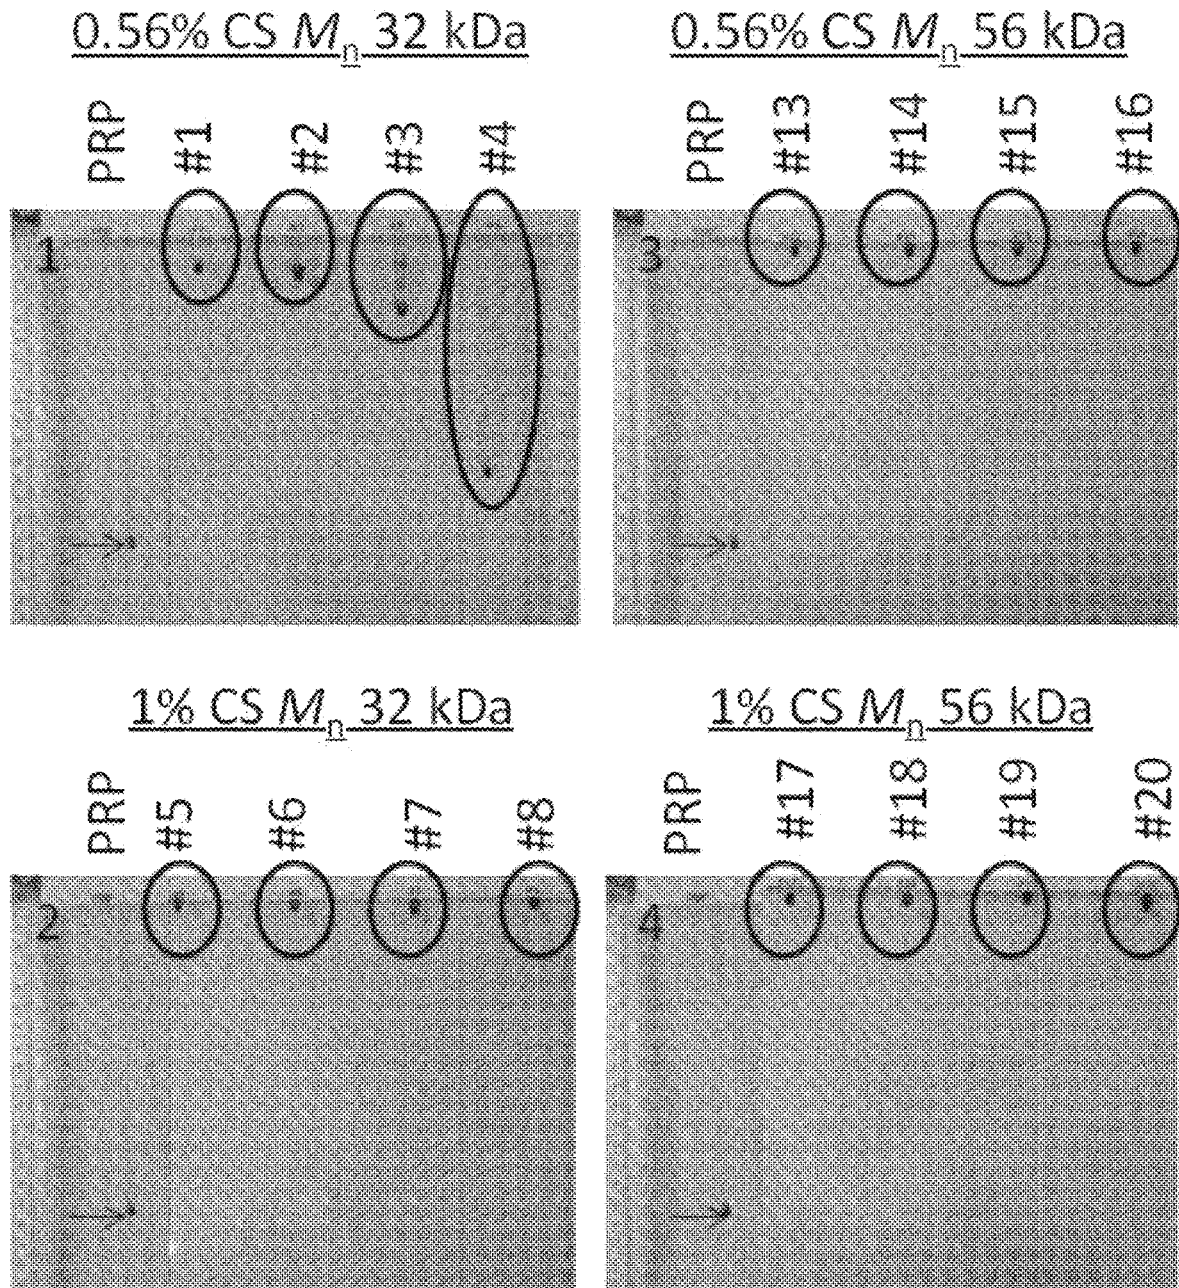 0.56% CS Mn 32 kDa
PRP #1 #2 #3 #4
1
0.56% CS Mn 56 kDa
PRP #13 #14 #15 #16
3
1% CS Mn 32 kDa
PRP #5 #6 #7 #8
2
1% CS Mn 56 kDa
PRP #17 #18 #19 #20
4